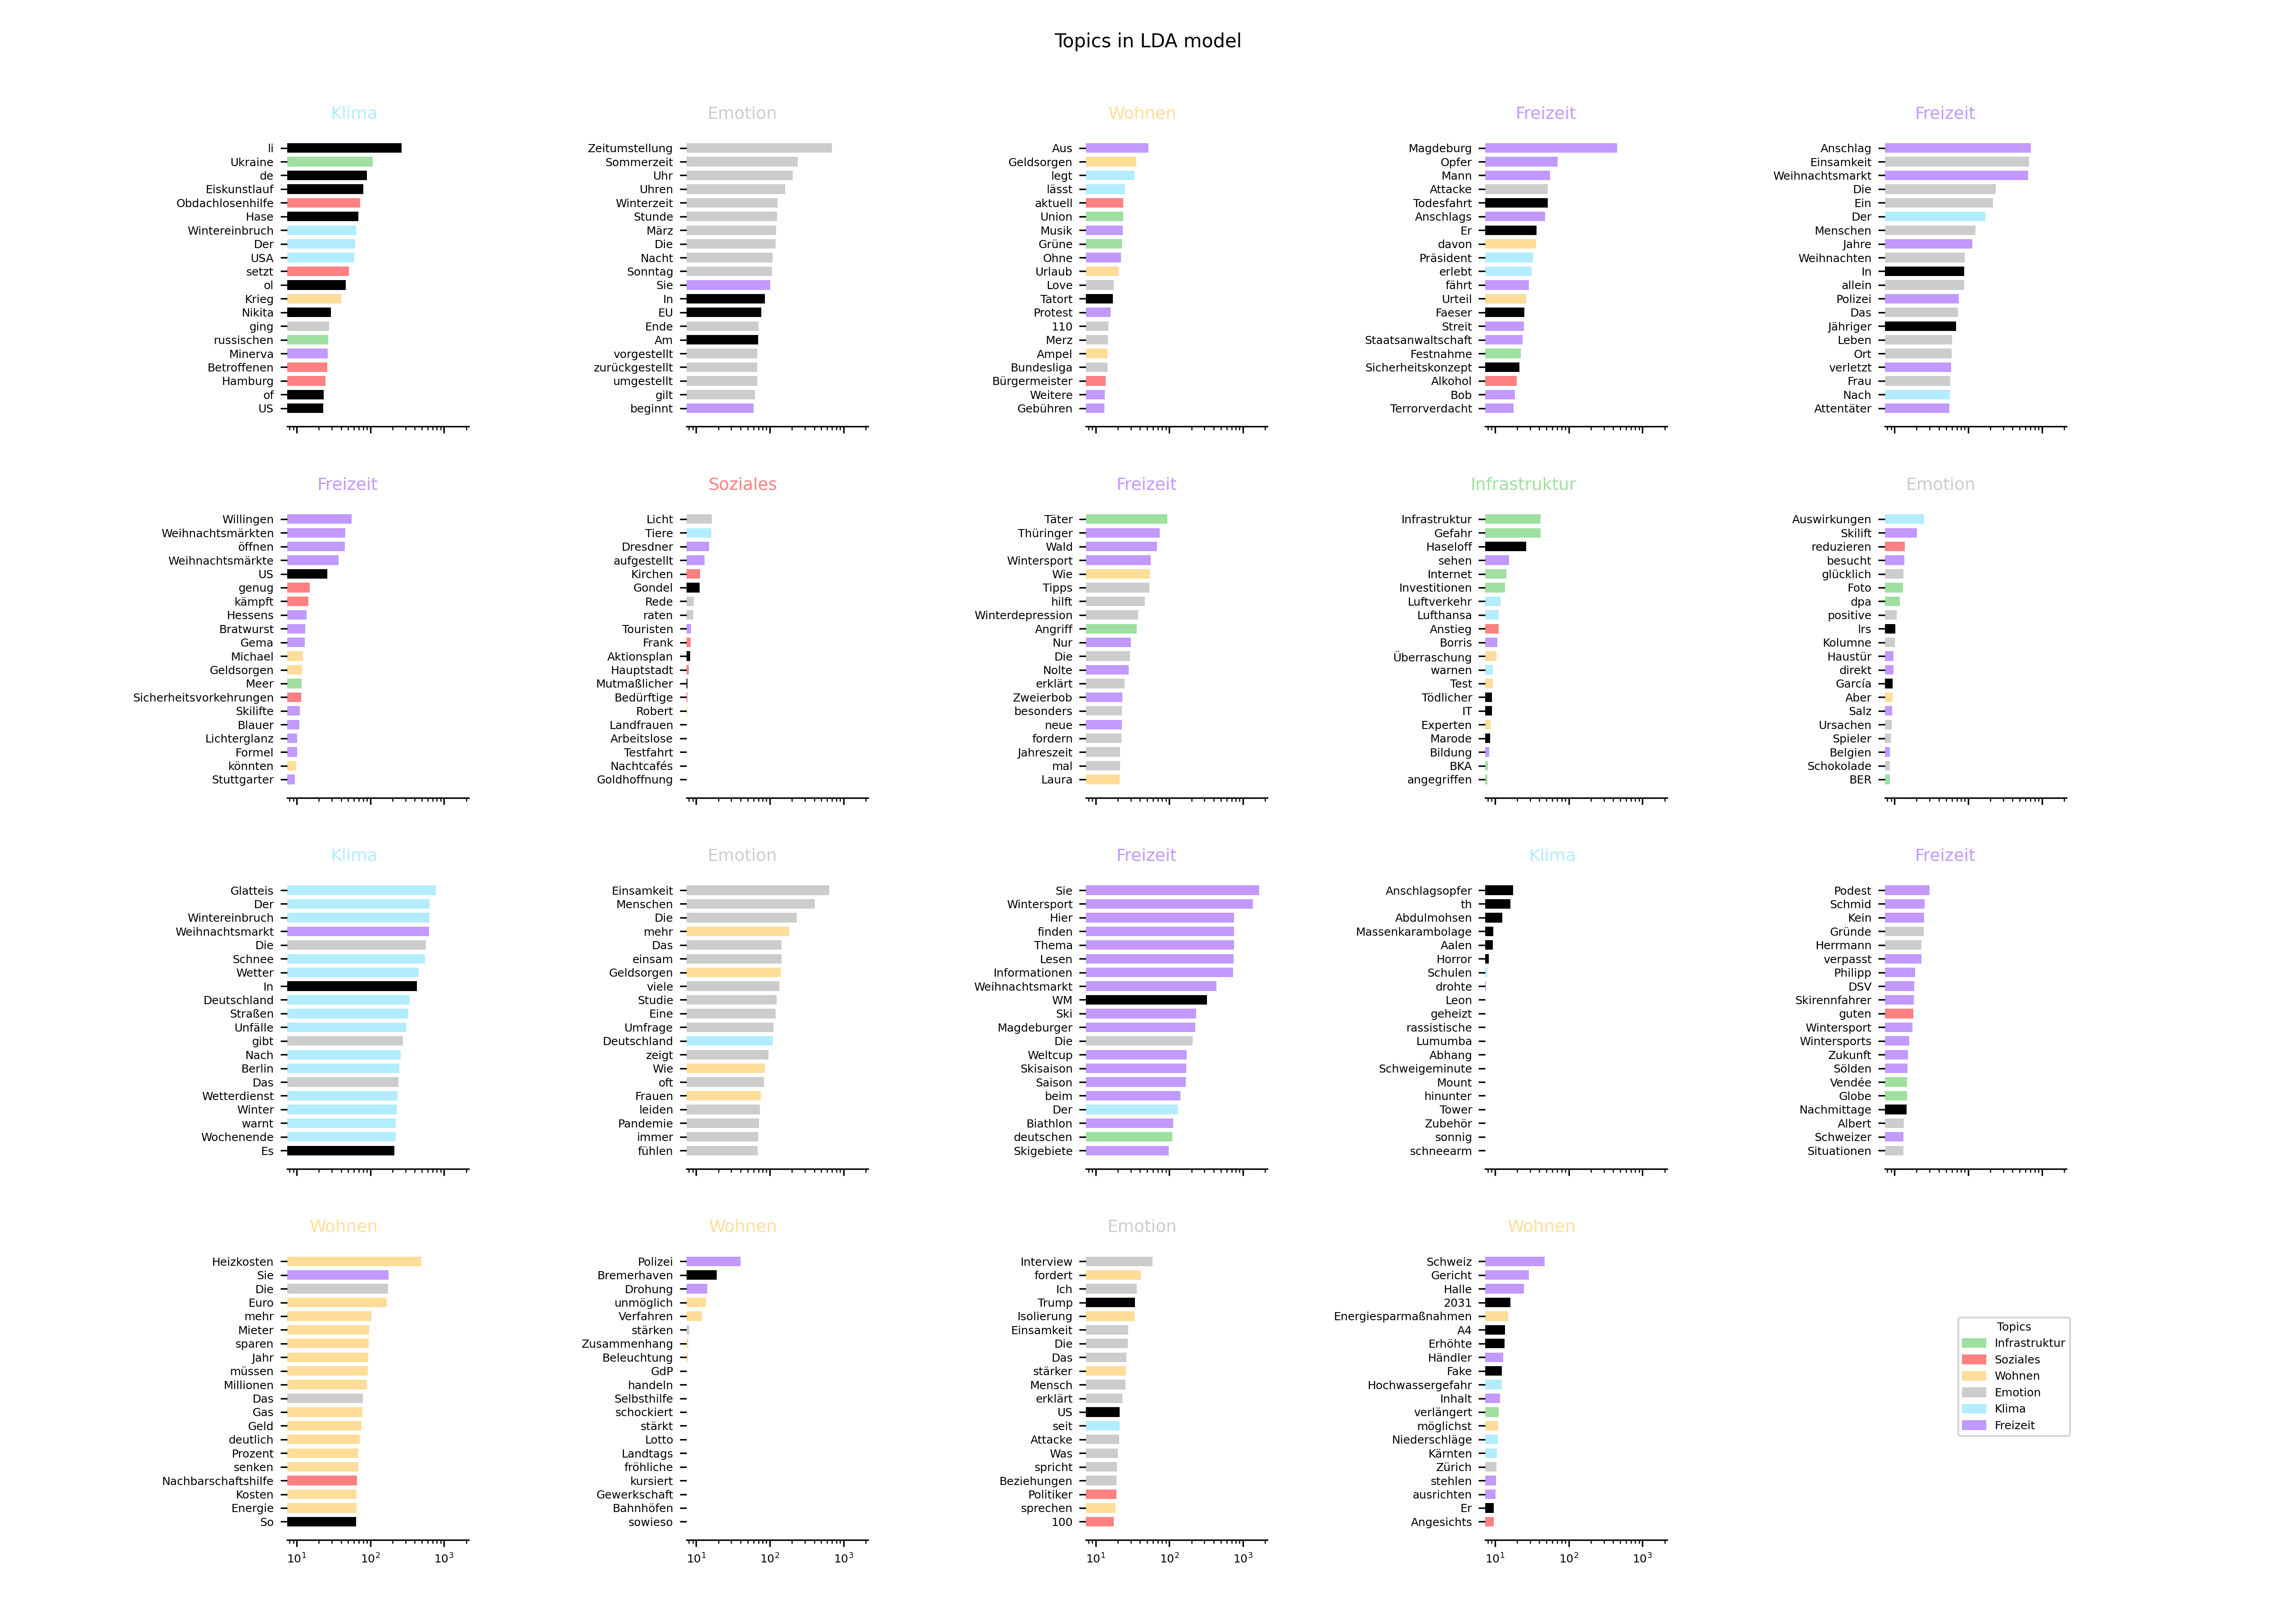 Topics in LDA model
Klima
li
Ukraine
de
Eiskunstlauf
Obdachlosenhilfe
Hase
Wintereinbruch
Der
USA
setzt
ol
Krieg
Nikita
ging
russischen
Minerva
Betroffenen
Hamburg
of
US
Emotion
Zeitumstellung
Sommerzeit
Uhr
Uhren
Winterzeit
Stunde
März
Die
Nacht
Sonntag
Sie
In
EU
Ende
Am
vorgestellt
zurückgestellt
umgestellt
gilt
beginnt
Wohnen
Aus
Geldsorgen
legt
lässt
aktuell
Union
Musik
Grüne
Ohne
Urlaub
Love
Tatort
Protest
110
Merz
Ampel
Bundesliga
Bürgermeister
Weitere
Gebühren
Freizeit
Magdeburg
Opfer
Mann
Attacke
Todesfahrt
Anschlags
Er
davon
Präsident
erlebt
fährt
Urteil
Faeser
Streit
Staatsanwaltschaft
Festnahme
Sicherheitskonzept
Alkohol
Bob
Terrorverdacht
Freizeit
Anschlag
Einsamkeit
Weihnachtsmarkt
Die
Ein
Der
Menschen
Jahre
Weihnachten
In
allein
Polizei
Das
Jähriger
Leben
Ort
verletzt
Frau
Nach
Attentäter
Freizeit
Willingen
Weihnachtsmärkten
öffnen
Weihnachtsmärkte
US
genug
kämpft
Hessens
Bratwurst
Gema
Michael
Geldsorgen
Meer
Sicherheitsvorkehrungen
Skilifte
Blauer
Lichterglanz
Formel
könnten
Stuttgarter
Soziales
Licht
Tiere
Dresdner
aufgestellt
Kirchen
Gondel
Rede
raten
Touristen
Frank
Aktionsplan
Hauptstadt
Mutmaßlicher
Bedürftige
Robert
Landfrauen
Arbeitslose
Testfahrt
Nachtcafés
Goldhoffnung
Freizeit
Täter
Thüringer
Wald
Wintersport
Wie
Tipps
hilft
Winterdepression
Angriff
Nur
Die
Nolte
erklärt
Zweierbob
besonders
neue
fordern
Jahreszeit
mal
Laura
Infrastruktur
Infrastruktur
Gefahr
Haseloff
sehen
Internet
Investitionen
Luftverkehr
Lufthansa
Anstieg
Borris
Überraschung
warnen
Test
Tödlicher
IT
Experten
Marode
Bildung
BKA
angegriffen
Emotion
Auswirkungen
Skilift
reduzieren
besucht
glücklich
Foto
dpa
positive
Irs
Kolumne
Haustür
direkt
García
Aber
Salz
Ursachen
Spieler
Belgien
Schokolade
BER
Klima
Glatteis
Der
Wintereinbruch
Weihnachtsmarkt
Die
Schnee
Wetter
In
Deutschland
Straßen
Unfälle
gibt
Nach
Berlin
Das
Wetterdienst
Winter
warnt
Wochenende
Es
Emotion
Einsamkeit
Menschen
Die
mehr
Das
einsam
Geldsorgen
viele
Studie
Eine
Umfrage
Deutschland
zeigt
Wie
oft
Frauen
leiden
Pandemie
immer
fühlen
Freizeit
Sie
Wintersport
Hier
finden
Thema
Lesen
Informationen
Weihnachtsmarkt
WM
Ski
Magdeburger
Die
Weltcup
Skisaison
Saison
beim
Der
Biathlon
deutschen
Skigebiete
Klima
Anschlagsopfer
th
Abdulmohsen
Massenkarambolage
Aalen
Horror
Schulen
drohte
Leon
geheizt
rassistische
Lumumba
Abhang
Schweigeminute
Mount
hinunter
Tower
Zubehör
sonnig
schneearm
Freizeit
Podest
Schmid
Kein
Gründe
Herrmann
verpasst
Philipp
DSV
Skirennfahrer
guten
Wintersport
Wintersports
Zukunft
Sölden
Vendée
Globe
Nachmittage
Albert
Schweizer
Situationen
Wohnen
Heizkosten
Sie
Die
Euro
mehr
Mieter
sparen
Jahr
müssen
Millionen
Das
Gas
Geld
deutlich
Prozent
senken
Nachbarschaftshilfe
Kosten
Energie
So
10¹ 10² 10³
Wohnen
Polizei
Bremerhaven
Drohung
unmöglich
Verfahren
stärken
Zusammenhang
Beleuchtung
GdP
handeln
Selbsthilfe
schockiert
stärkt
Lotto
Landtags
fröhliche
kursiert
Gewerkschaft
Bahnhöfen
sowieso
10¹ 10² 10³
Emotion
Interview
fordert
Ich
Trump
Isolierung
Einsamkeit
Die
Das
stärker
Mensch
erklärt
US
seit
Attacke
Was
spricht
Beziehungen
Politiker
sprechen
100
10¹ 10² 10³
Wohnen
Schweiz
Gericht
Halle
2031
Energiesparmaßnahmen
A4
Erhöhte
Händler
Fake
Hochwassergefahr
Inhalt
verlängert
möglichst
Niederschläge
Kärnten
Zürich
stehlen
ausrichten
Er
Angesichts
10¹ 10² 10³
Topics
Infrastruktur
Soziales
Wohnen
Emotion
Klima
Freizeit